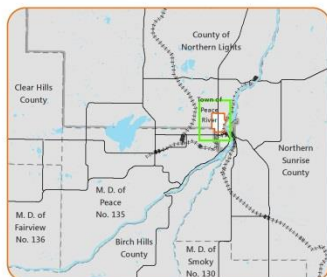 County of
Northern Lights
Clear Hills
County
Town of
Peace
River
Northern
Sunrise
County
M. D. of
Peace
No. 135
M. D. of
Fairview
No. 136
Birch Hills
County
M. D. of
Smoky
No. 130